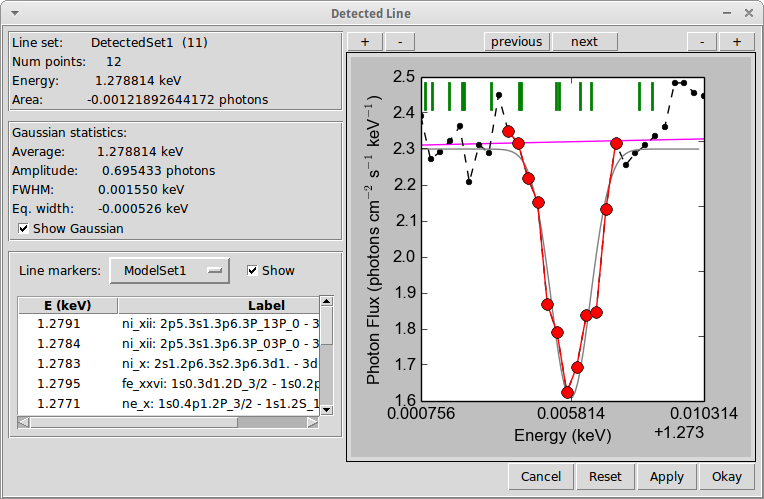 Detected Line
Line set: DetectedSet1 (11)
Num points: 12
Energy: 1.278814 keV
Area: -0.00121892644172 photons
Gaussian statistics:
Average: 1.278814 keV
Amplitude: 0.695433 photons
FWHM: 0.001550 keV
Eq. width: -0.000526 keV
Show Gaussian
Line markers: ModelSet1 Show
E (keV) Label
1.2791 ni_xii: 2p5.3s1.3p6.3P_13P_0 - 3
1.2784 ni_xii: 2p5.3s1.3p6.3P_03P_0 - 3
1.2783 ni_x: 2s1.2p6.3s2.3p6.3d1. - 3d
1.2795 fe_xxvi: 1s0.3d1.2D_3/2 - 1s0.2p
1.2771 ne_x: 1s0.4p1.2P_3/2 - 1s1.2S_1
+ - previous next - +
Photon Flux (photons cm−2 s−1 keV−1)
2.5
2.4
2.3
2.2
2.1
2.0
1.9
1.8
1.7
1.6
0.000756 0.005814 0.010314
Energy (keV) +1.273
Cancel Reset Apply Okay